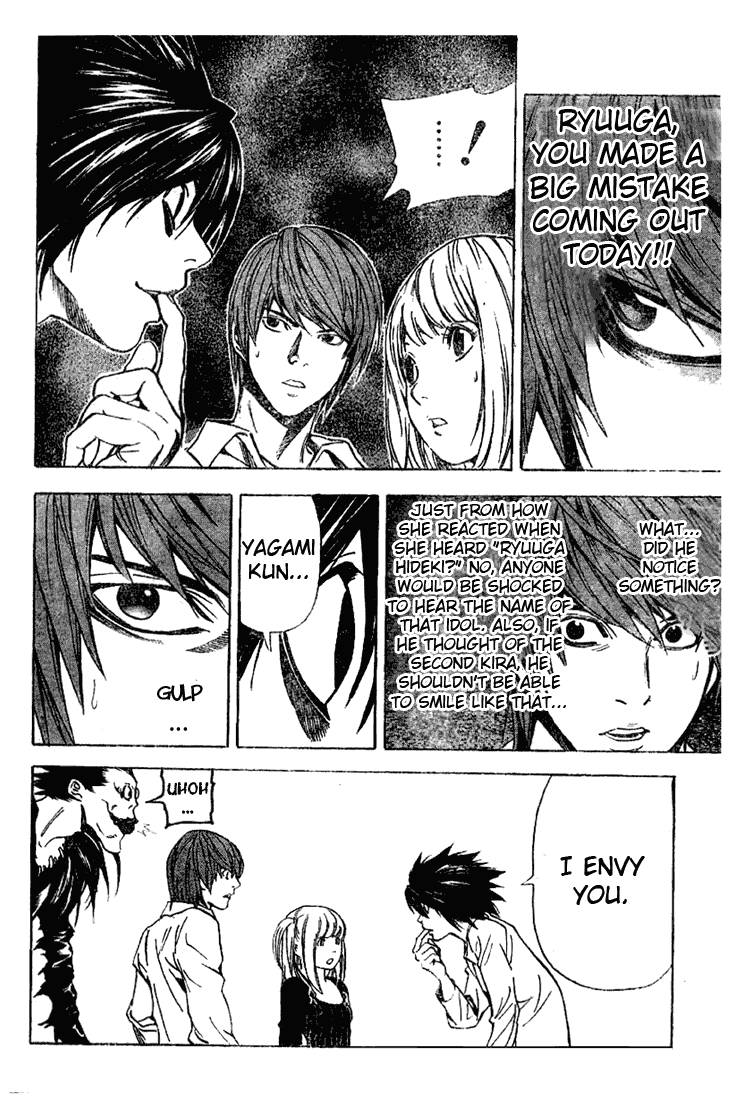 RYUUGA,
YOU MADE A
BIG MISTAKE
COMING OUT
TODAY!!
......!
WHAT...
DID HE
NOTICE
SOMETHING?
JUST FROM HOW
SHE REACTED WHEN
SHE HEARD "RYUUGA
HIDEKI?" NO, ANYONE
WOULD BE SHOCKED
TO HEAR THE NAME OF
THAT IDOL, ALSO, IF
HE THOUGHT OF THE
SECOND KIRA, HE
SHOULDN'T BE ABLE
TO SMILE LIKE THAT...
YAGAMI
KUN...
GULP
...
I ENVY
YOU.
UHOH
...